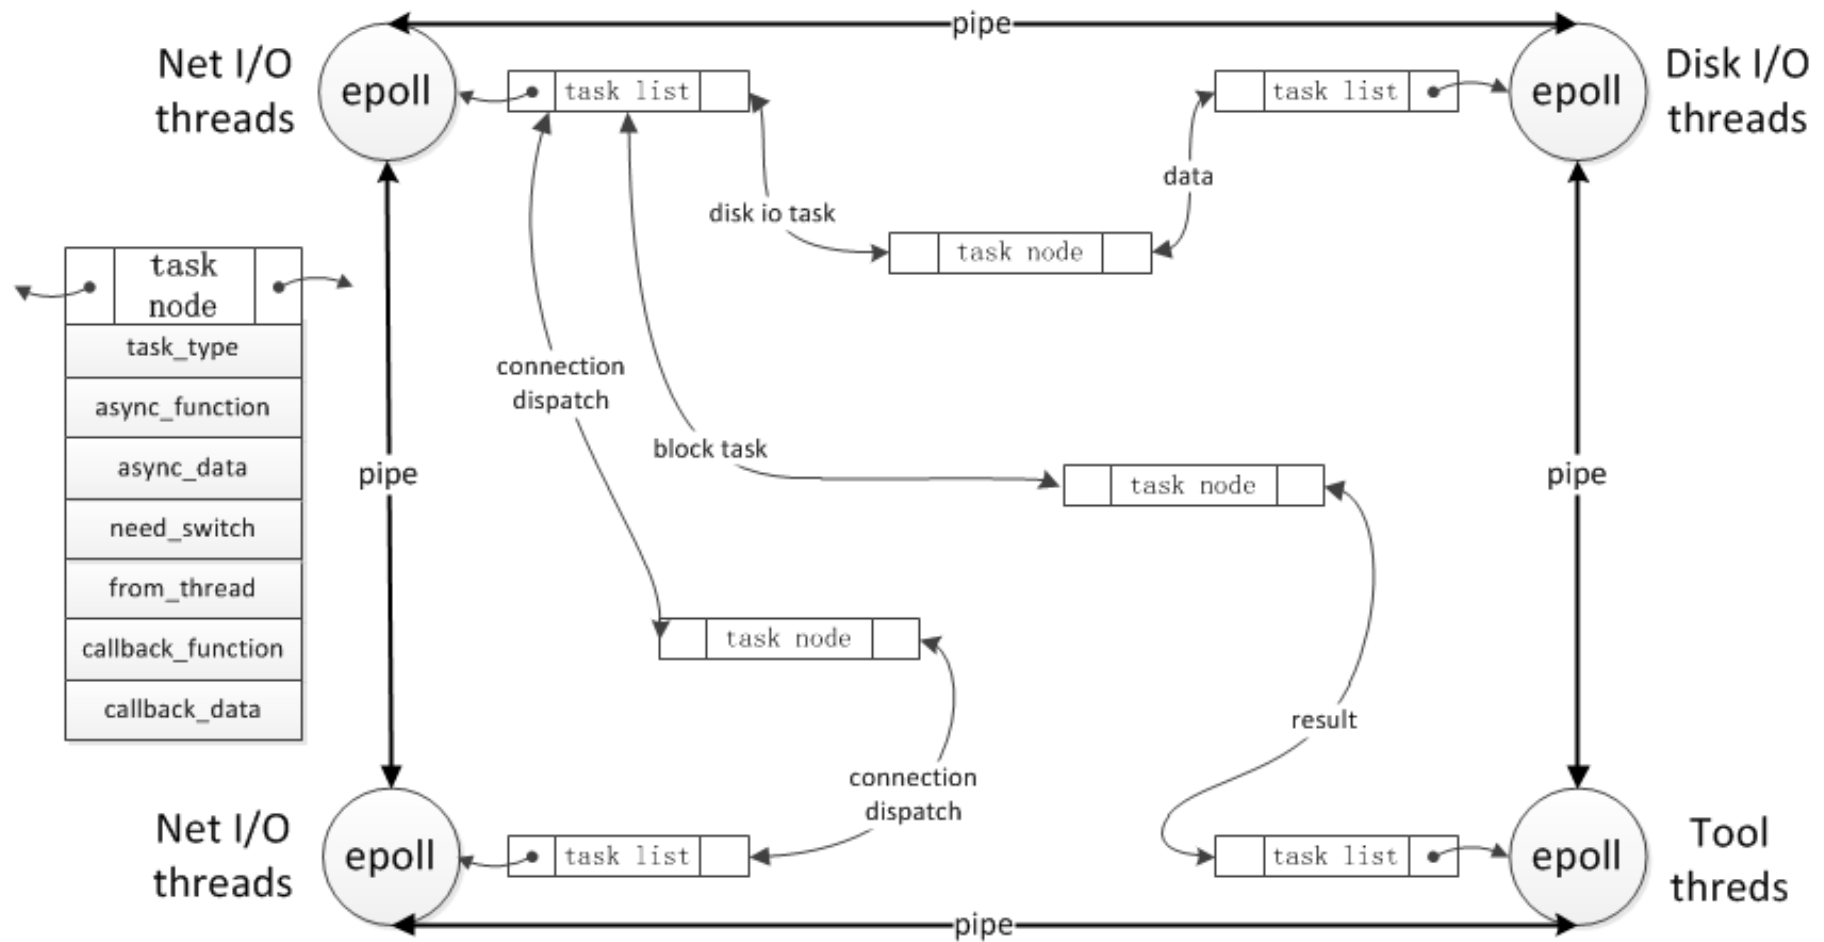 pipe
Net I/O
threads
epoll
task list
task list
epoll
Disk I/O
threads
data
disk io task
task node
task
node
task_type
async_function
async_data
need_switch
from_thread
callback_function
callback_data
connection
dispatch
block task
pipe
pipe
task node
task node
result
connection
dispatch
Net I/O
threads
epoll
task list
task list
epoll
Tool
threds
pipe